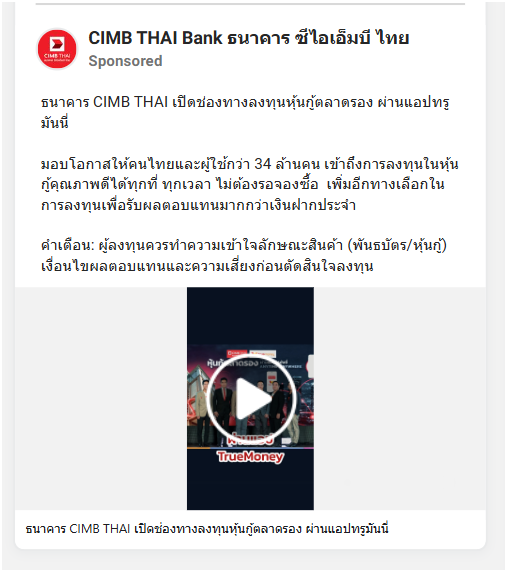 CIMB THAI Bank ธนาคาร ซีไอเอ็มบี ไทย
Sponsored
ธนาคาร CIMB THAI เปิดช่องทางลงทุนหุ้นกู้ตลาดรอง ผ่านแอปทรู
มันนี่
มอบโอกาสให้คนไทยและผู้ใช้กว่า 34 ล้านคน เข้าถึงการลงทุนในหุ้น
กู้คุณภาพดีได้ทุกที่ ทุกเวลา ไม่ต้องรอจองซื้อ เพิ่มอีกทางเลือกใน
การลงทุนเพื่อรับผลตอบแทนมากกว่าเงินฝากประจำ
คำเตือน: ผู้ลงทุนควรทำความเข้าใจลักษณะสินค้า (พันธบัตร/หุ้นกู้)
เงื่อนไขผลตอบแทนและความเสี่ยงก่อนตัดสินใจลงทุน
หุ้นกู้ตลาดรอง
ผ่านแอป
TrueMoney
ธนาคาร CIMB THAI เปิดช่องทางลงทุนหุ้นกู้ตลาดรอง ผ่านแอปทรูมันนี่